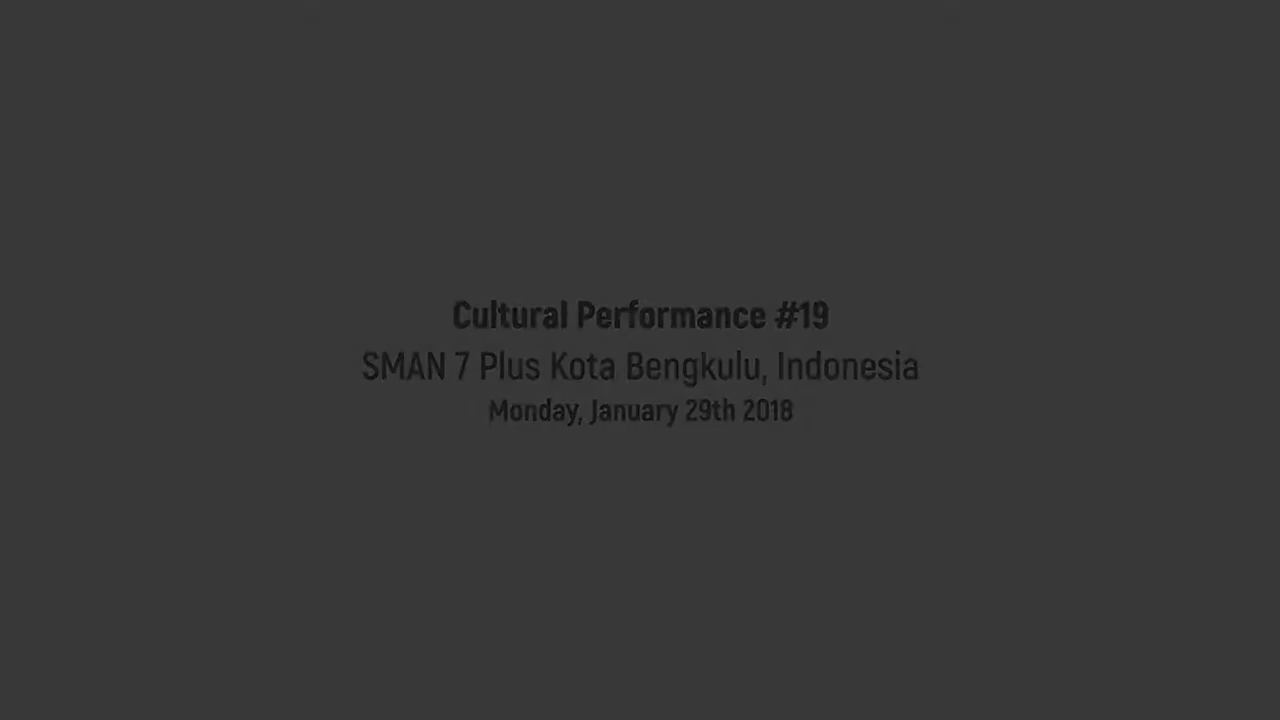 Cultural Performance #19
SMAN 7 Plus Kota Bengkulu, Indonesia
Monday, January 29th 2018